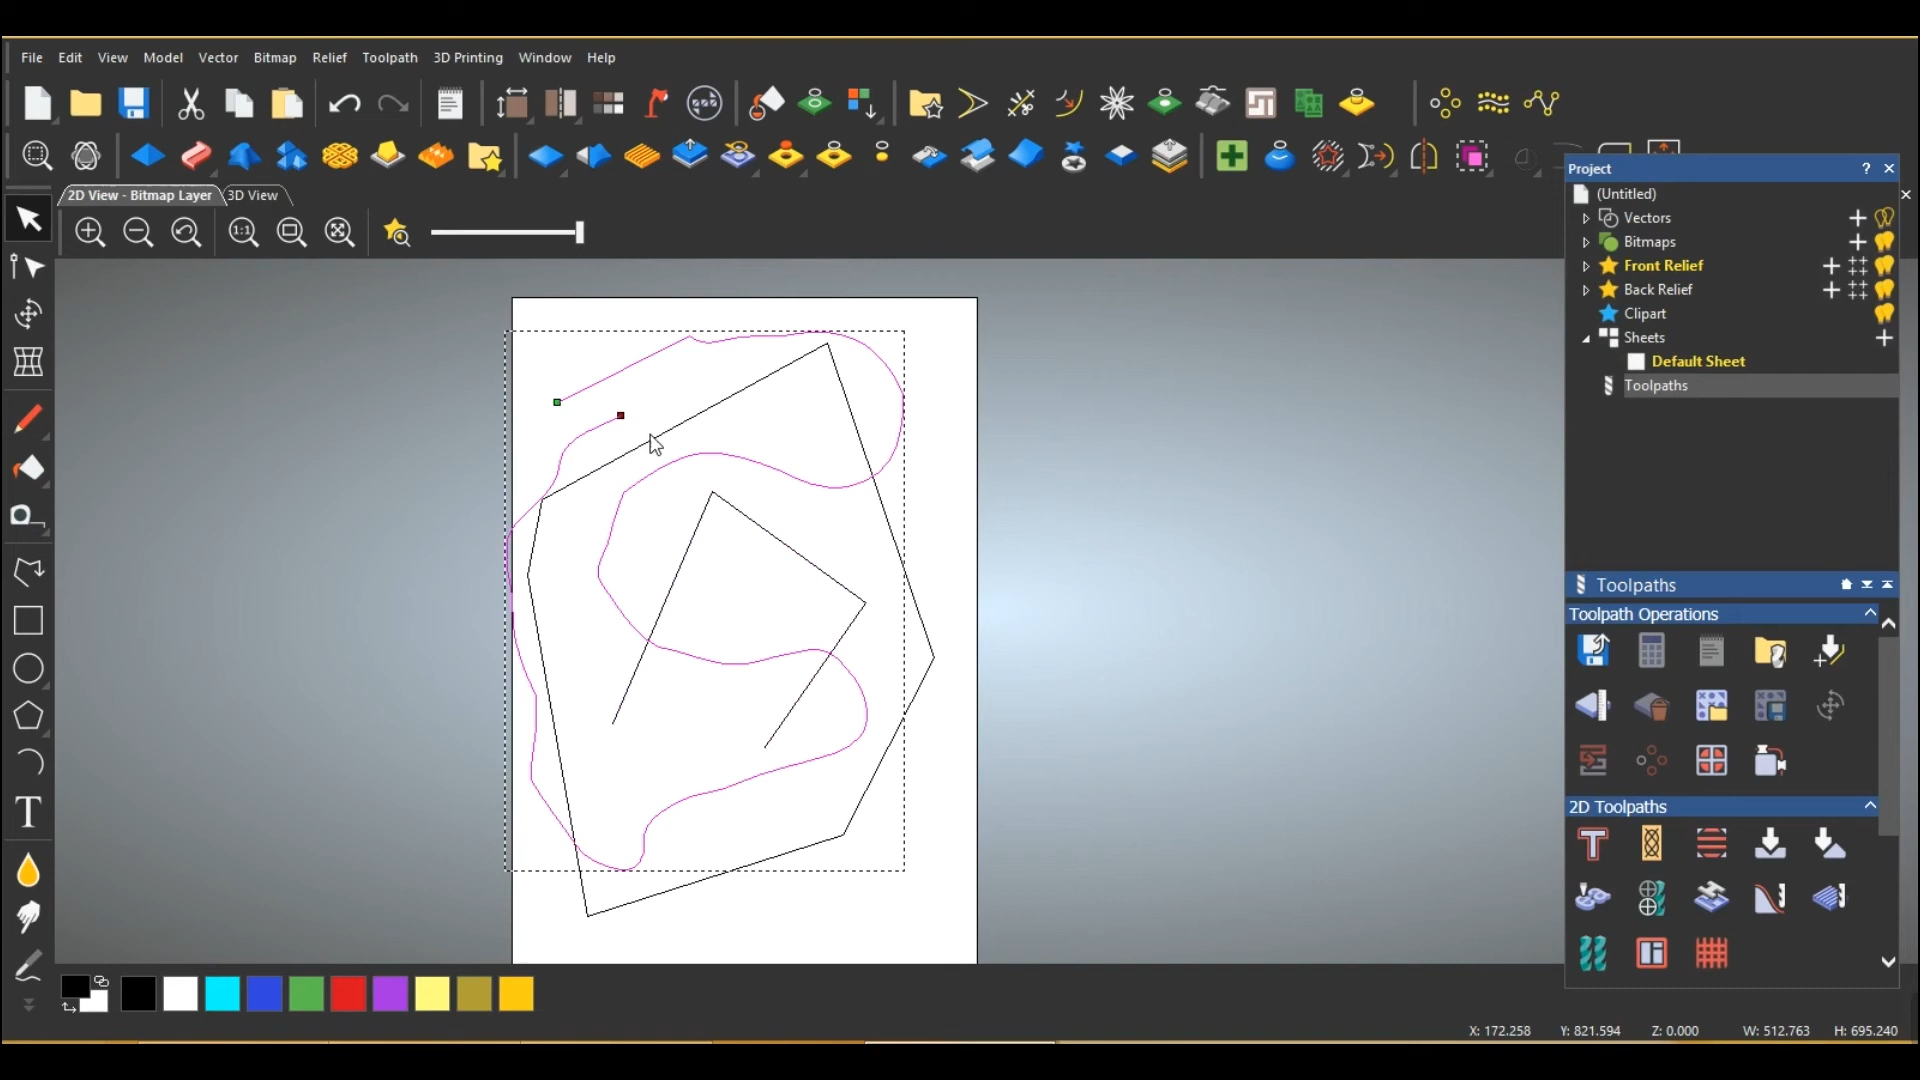 File Edit View Model Vector Bitmap Relief Toolpath 3D Printing Window Help
2D View - Bitmap Layer 3D View
1:1
Project ?
(Untitled)
Vectors
Bitmaps
Front Relief
Back Relief
Clipart
Sheets
Default Sheet
Toolpaths
Toolpaths
Toolpath Operations
2D Toolpaths
X: 172.258 Y: 821.594 Z: 0.000 W: 512.763 H: 695.240